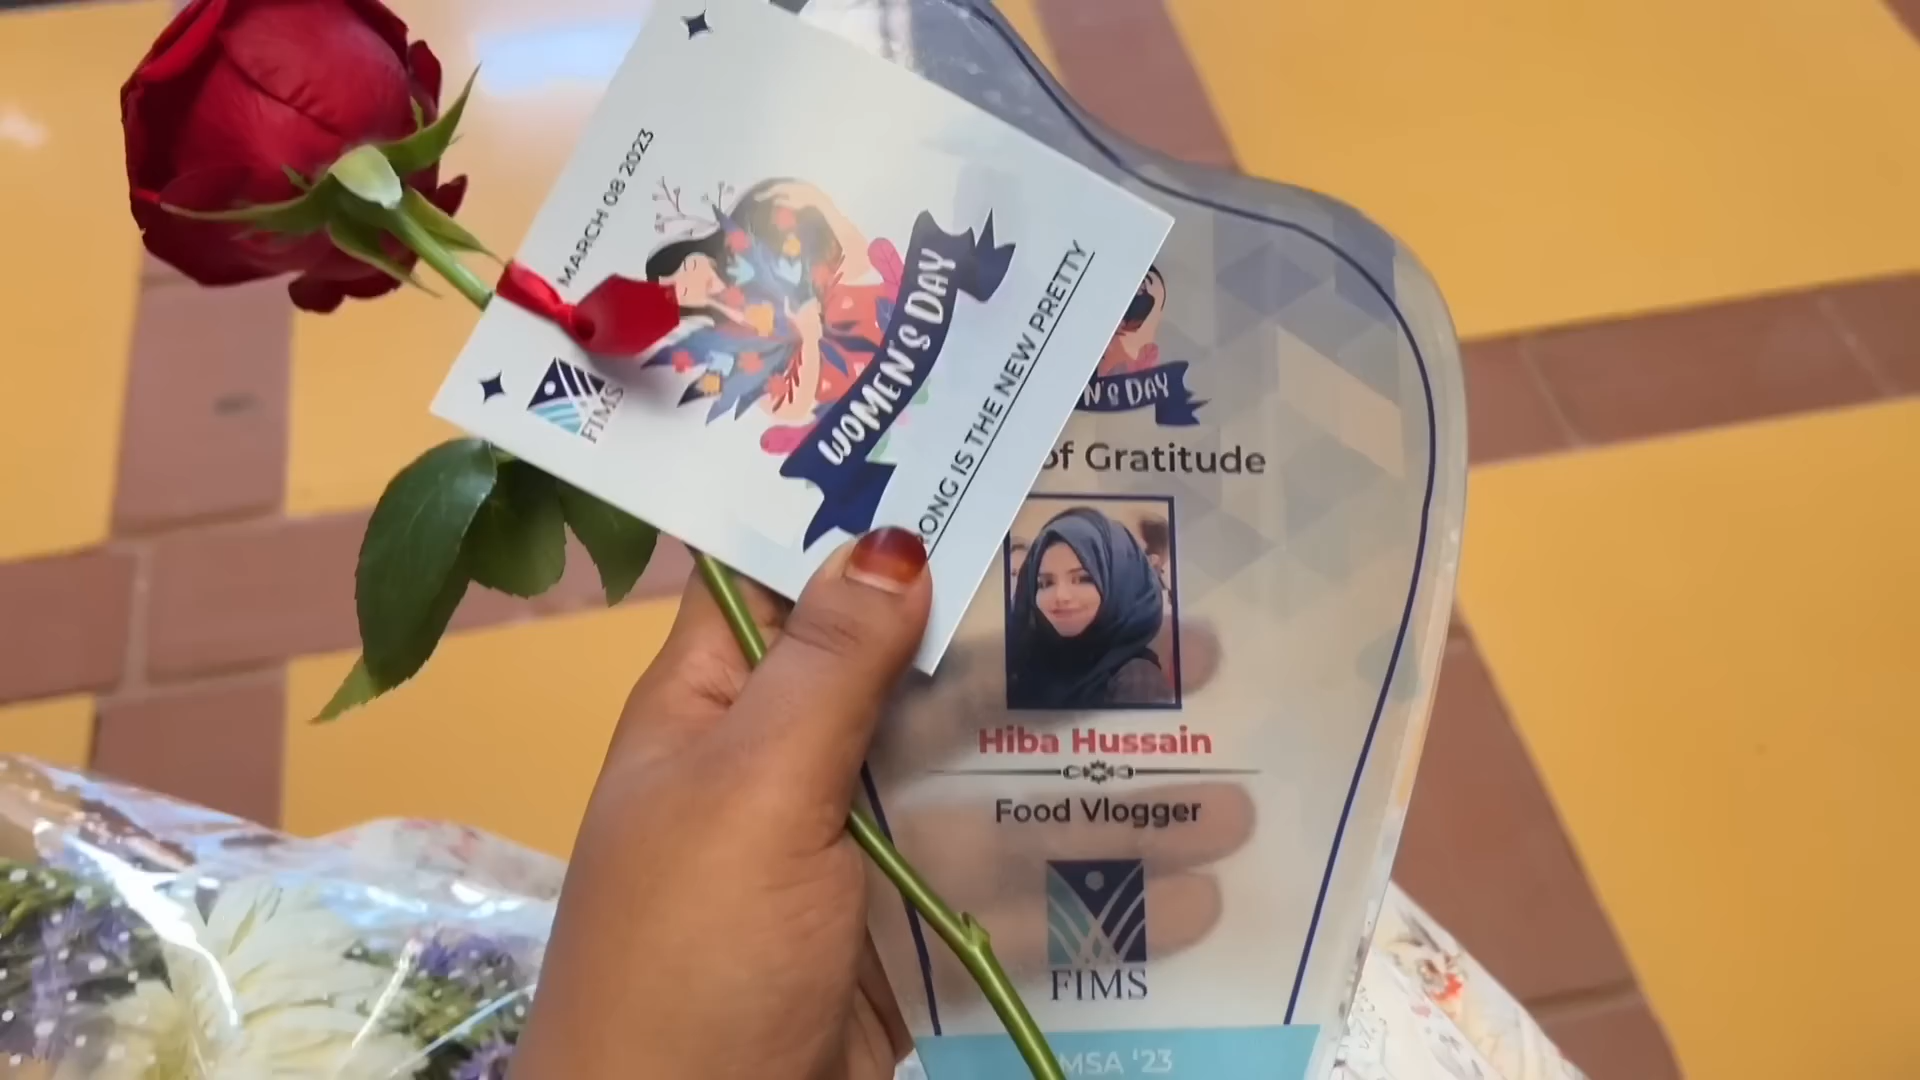 MARCH 08 2023
WOMEN'S DAY
IS THE NEW PRETTY
FIMS
DAY
of Gratitude
Hiba Hussain
Food Vlogger
FIMS
MSA '23